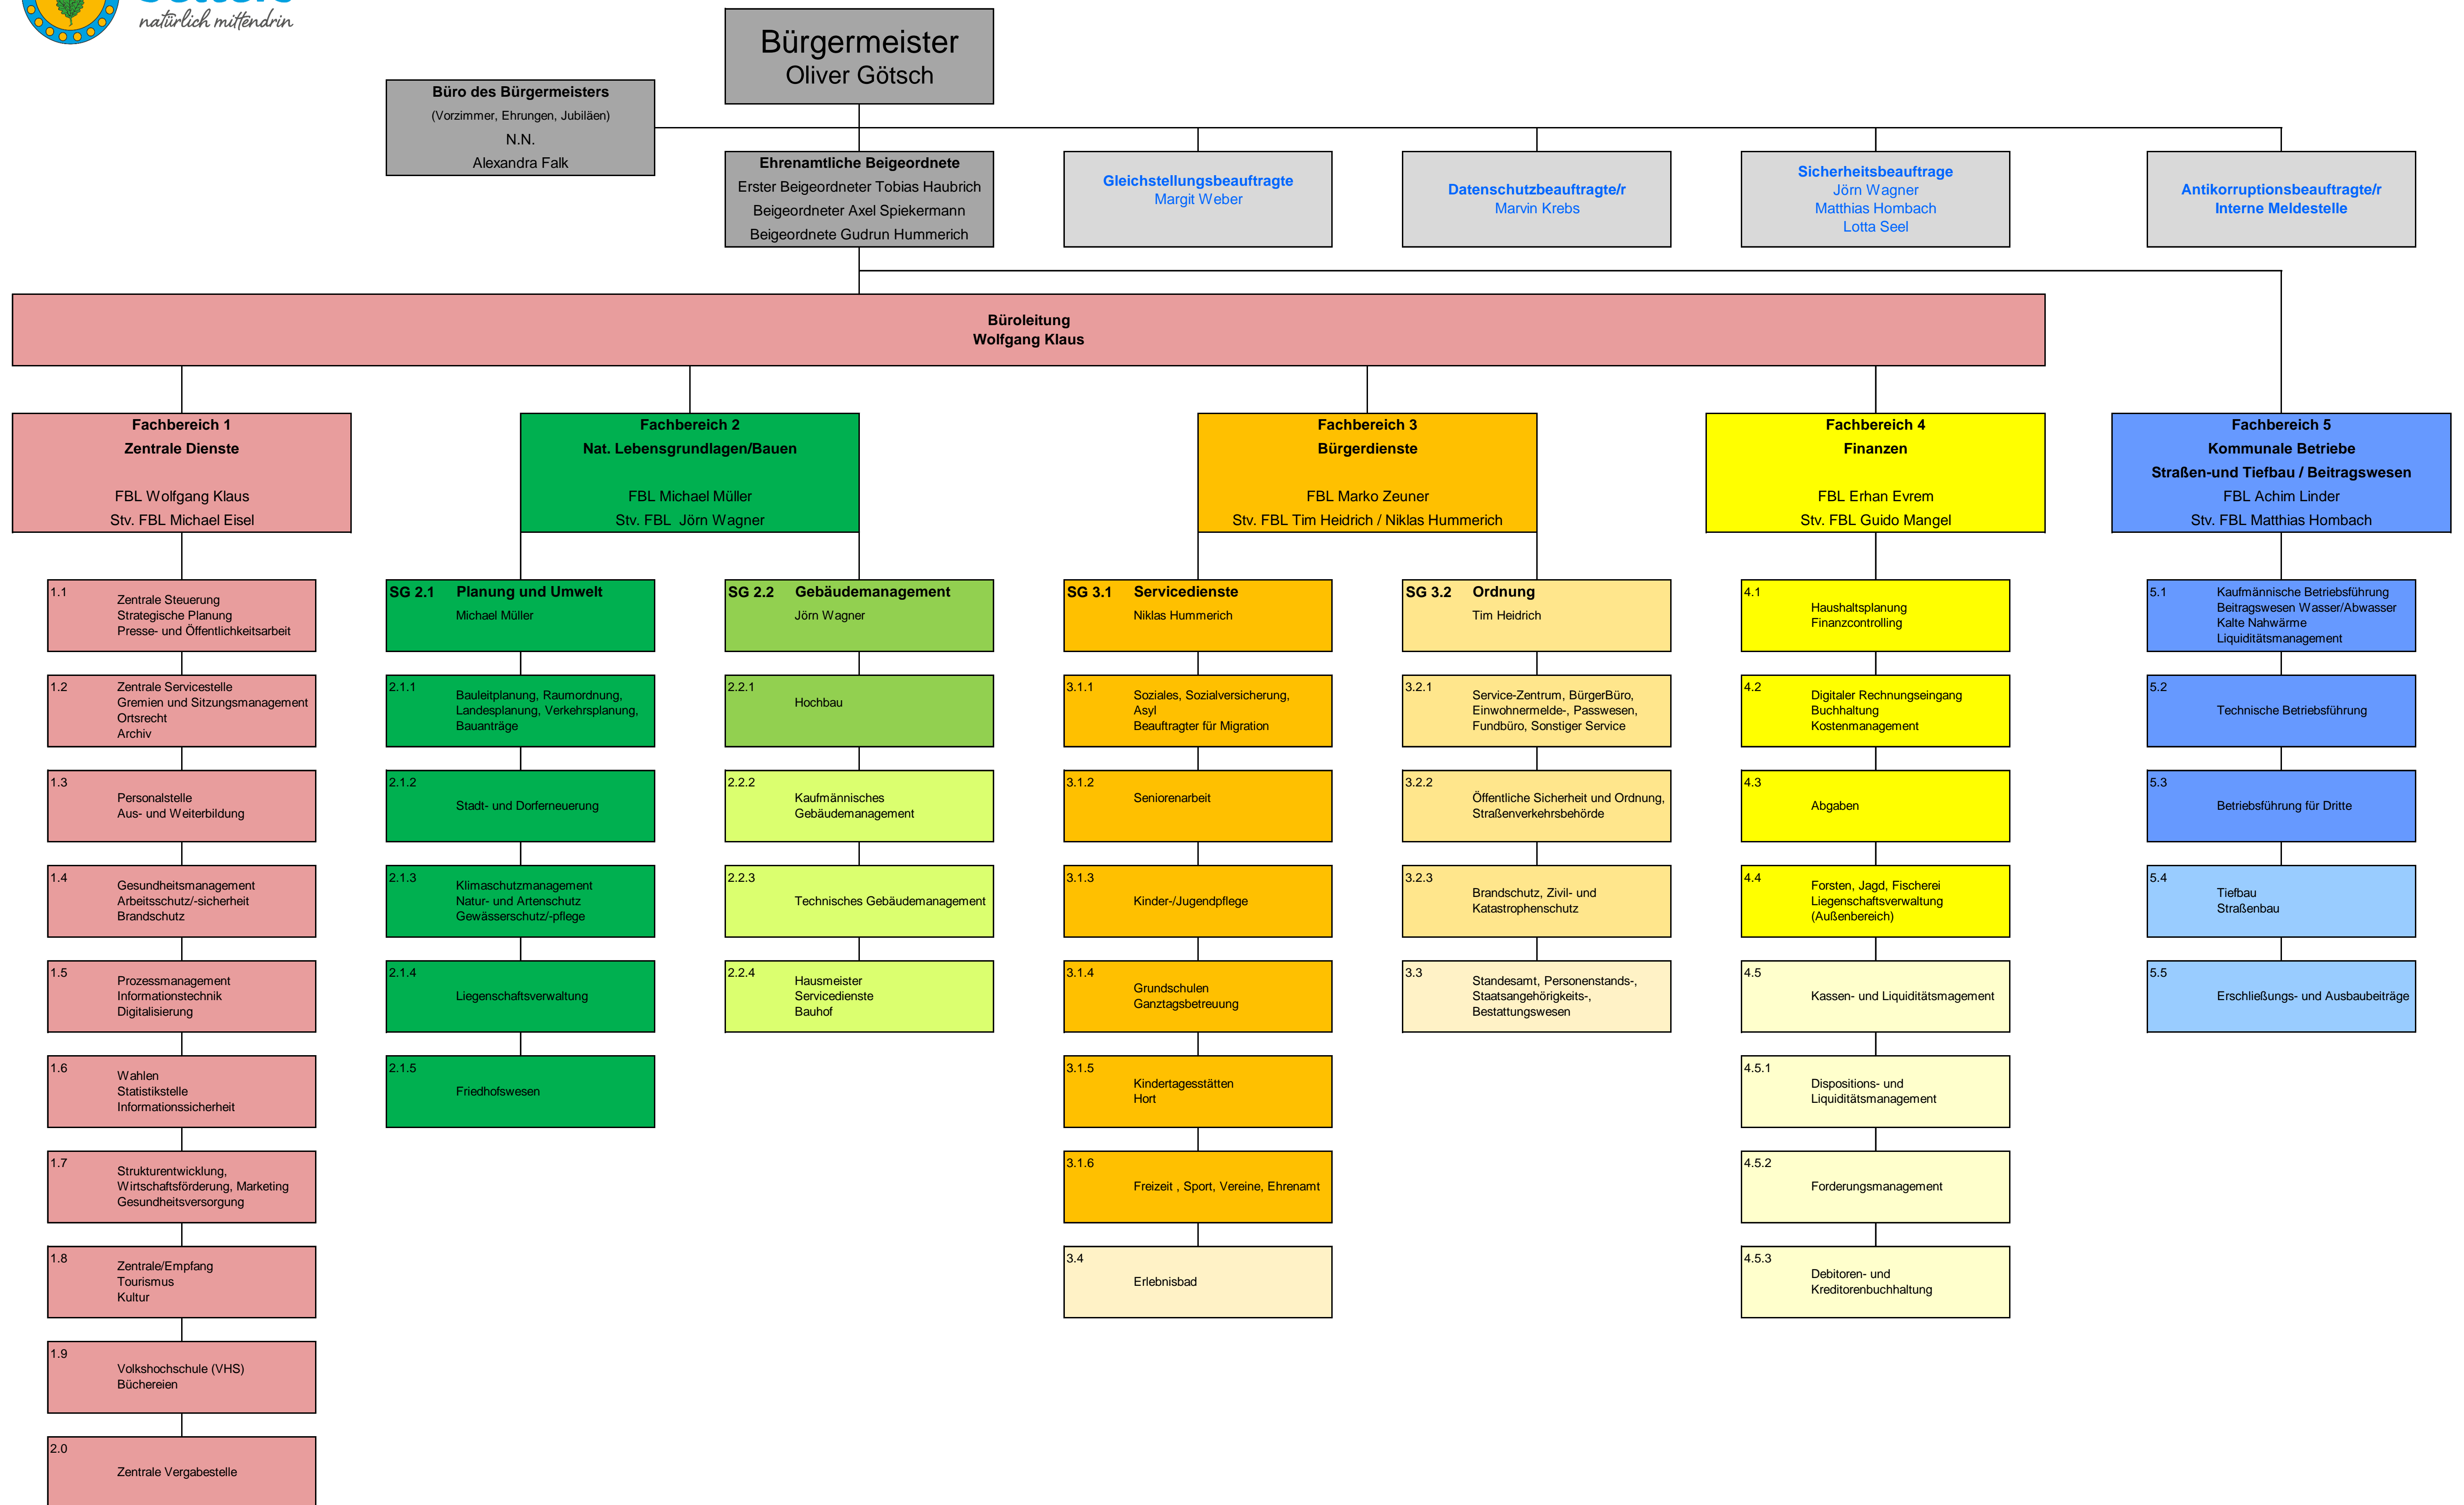 natürlich mittendrin
Bürgermeister
Oliver Götsch
Büro des Bürgermeisters
(Vorzimmer, Ehrungen, Jubiläen)
N.N.
Alexandra Falk
Ehrenamtliche Beigeordnete
Erster Beigeordneter Tobias Haubrich
Beigeordneter Axel Spiekermann
Beigeordnete Gudrun Hummerich
Gleichstellungsbeauftragte
Margit Weber
Datenschutzbeauftragte/r
Marvin Krebs
Sicherheitsbeauftrage
Jörn Wagner
Matthias Hombach
Lotta Seel
Antikorruptionsbeauftragte/r
Interne Meldestelle
Büroleitung
Wolfgang Klaus
Fachbereich 1
Zentrale Dienste
FBL Wolfgang Klaus
Stv. FBL Michael Eisel
Fachbereich 2
Nat. Lebensgrundlagen/Bauen
FBL Michael Müller
Stv. FBL Jörn Wagner
Fachbereich 3
Bürgerdienste
FBL Marko Zeuner
Stv. FBL Tim Heidrich / Niklas Hummerich
Fachbereich 4
Finanzen
FBL Erhan Evrem
Stv. FBL Guido Mangel
Fachbereich 5
Kommunale Betriebe
Straßen-und Tiefbau / Beitragswesen
FBL Achim Linder
Stv. FBL Matthias Hombach
1.1
Zentrale Steuerung
Strategische Planung
Presse- und Öffentlichkeitsarbeit
1.2
Zentrale Servicestelle
Gremien und Sitzungsmanagement
Ortsrecht
Archiv
1.3
Personalstelle
Aus- und Weiterbildung
1.4
Gesundheitsmanagement
Arbeitsschutz/-sicherheit
Brandschutz
1.5
Prozessmanagement
Informationstechnik
Digitalisierung
1.6
Wahlen
Statistikstelle
Informationssicherheit
1.7
Strukturentwicklung,
Wirtschaftsförderung, Marketing
Gesundheitsversorgung
1.8
Zentrale/Empfang
Tourismus
Kultur
1.9
Volkshochschule (VHS)
Büchereien
2.0
Zentrale Vergabestelle
SG 2.1 Planung und Umwelt
Michael Müller
2.1.1
Bauleitplanung, Raumordnung,
Landesplanung, Verkehrsplanung,
Bauanträge
2.1.2
Stadt- und Dorferneuerung
2.1.3
Klimaschutzmanagement
Natur- und Artenschutz
Gewässerschutz/-pflege
2.1.4
Liegenschaftsverwaltung
2.1.5
Friedhofswesen
SG 2.2 Gebäudemanagement
Jörn Wagner
2.2.1
Hochbau
2.2.2
Kaufmännisches
Gebäudemanagement
2.2.3
Technisches Gebäudemanagement
2.2.4
Hausmeister
Servicedienste
Bauhof
SG 3.1 Servicedienste
Niklas Hummerich
3.1.1
Soziales, Sozialversicherung,
Asyl
Beauftragter für Migration
3.1.2
Seniorenarbeit
3.1.3
Kinder-/Jugendpflege
3.1.4
Grundschulen
Ganztagsbetreuung
3.1.5
Kindertagesstätten
Hort
3.1.6
Freizeit , Sport, Vereine, Ehrenamt
3.4
Erlebnisbad
SG 3.2 Ordnung
Tim Heidrich
3.2.1
Service-Zentrum, BürgerBüro,
Einwohnermelde-, Passwesen,
Fundbüro, Sonstiger Service
3.2.2
Öffentliche Sicherheit und Ordnung,
Straßenverkehrsbehörde
3.2.3
Brandschutz, Zivil- und
Katastrophenschutz
3.3
Standesamt, Personenstands-,
Staatsangehörigkeits-,
Bestattungswesen
4.1
Haushaltsplanung
Finanzcontrolling
4.2
Digitaler Rechnungseingang
Buchhaltung
Kostenmanagement
4.3
Abgaben
4.4
Forsten, Jagd, Fischerei
Liegenschaftsverwaltung
(Außenbereich)
4.5
Kassen- und Liquiditätsmagement
4.5.1
Dispositions- und
Liquiditätsmanagement
4.5.2
Forderungsmanagement
4.5.3
Debitoren- und
Kreditorenbuchhaltung
5.1
Kaufmännische Betriebsführung
Beitragswesen Wasser/Abwasser
Kalte Nahwärme
Liquiditätsmanagement
5.2
Technische Betriebsführung
5.3
Betriebsführung für Dritte
5.4
Tiefbau
Straßenbau
5.5
Erschließungs- und Ausbaubeiträge